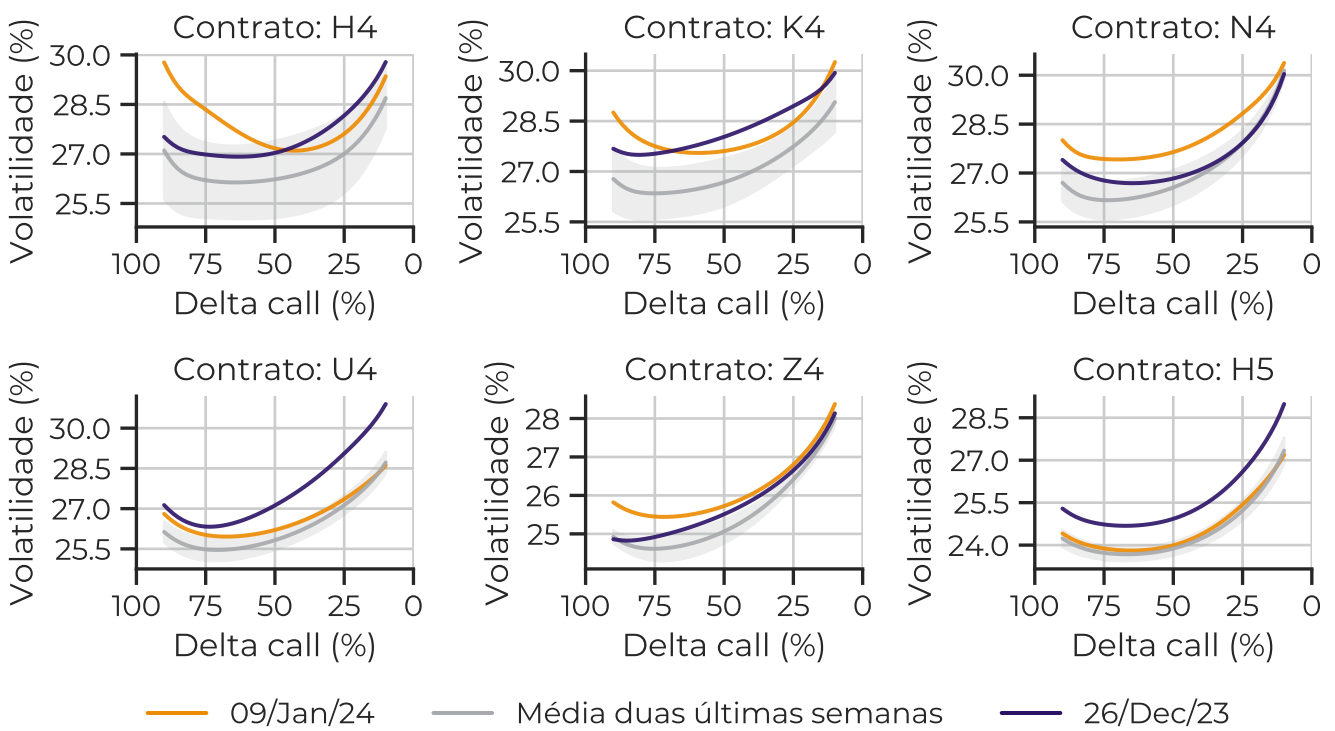 Contrato: H4
Volatilidade (%)
30.0
28.5
27.0
25.5
100 75 50 25 0
Delta call (%)
Contrato: K4
Volatilidade (%)
30.0
28.5
27.0
25.5
100 75 50 25 0
Delta call (%)
Contrato: N4
Volatilidade (%)
30.0
28.5
27.0
25.5
100 75 50 25 0
Delta call (%)
Contrato: U4
Volatilidade (%)
30.0
28.5
27.0
25.5
100 75 50 25 0
Delta call (%)
Contrato: Z4
Volatilidade (%)
28
27
26
25
100 75 50 25 0
Delta call (%)
Contrato: H5
Volatilidade (%)
28.5
27.0
25.5
24.0
100 75 50 25 0
Delta call (%)
09/Jan/24 Média duas últimas semanas 26/Dec/23